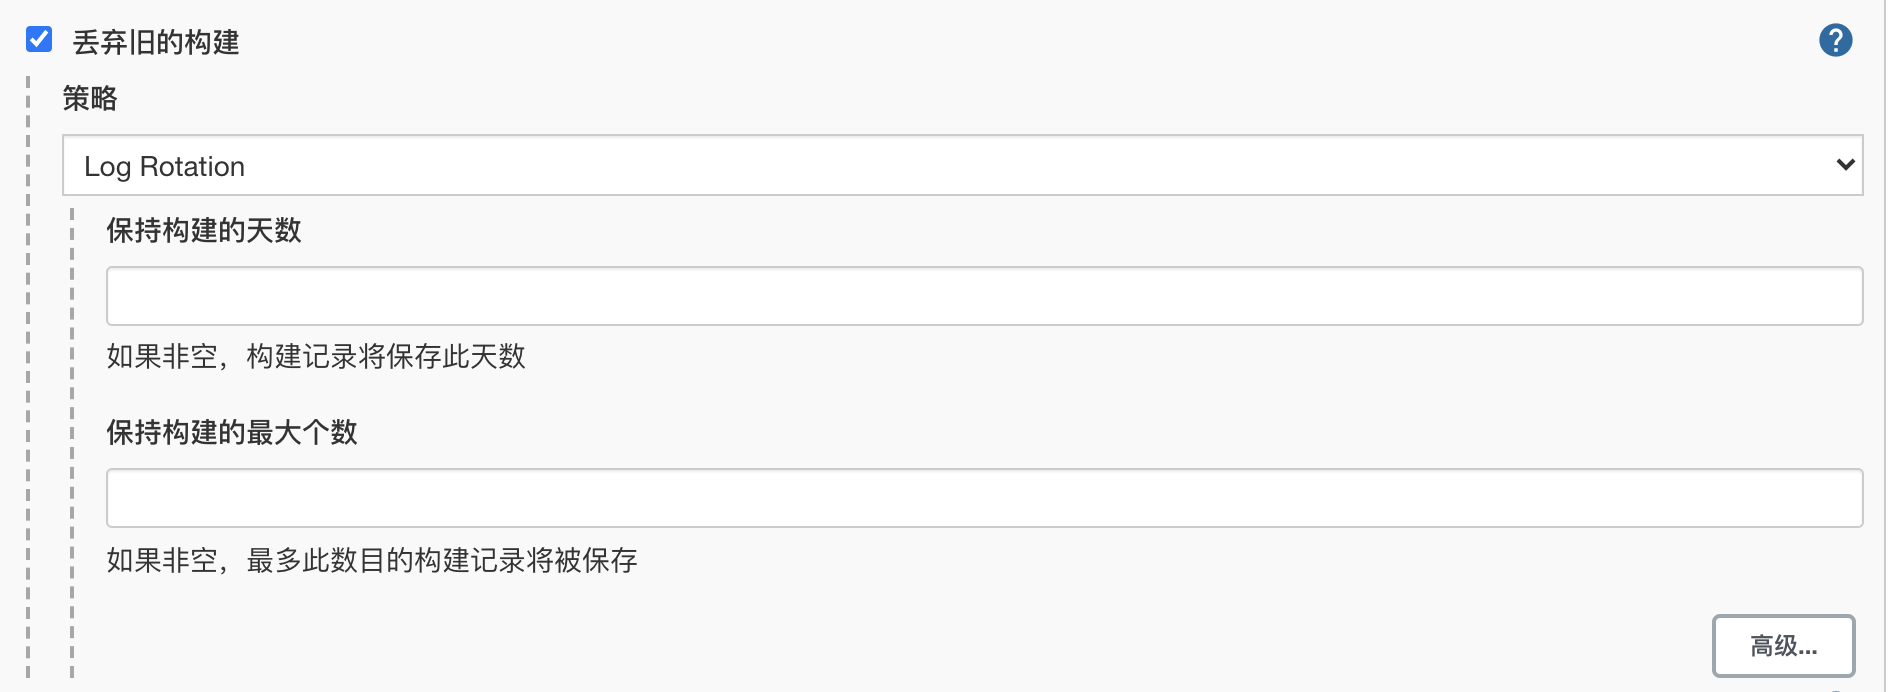 丢弃旧的构建
?
策略
Log Rotation
保持构建的天数
如果非空，构建记录将保存此天数
保持构建的最大个数
如果非空，最多此数目的构建记录将被保存
高级...